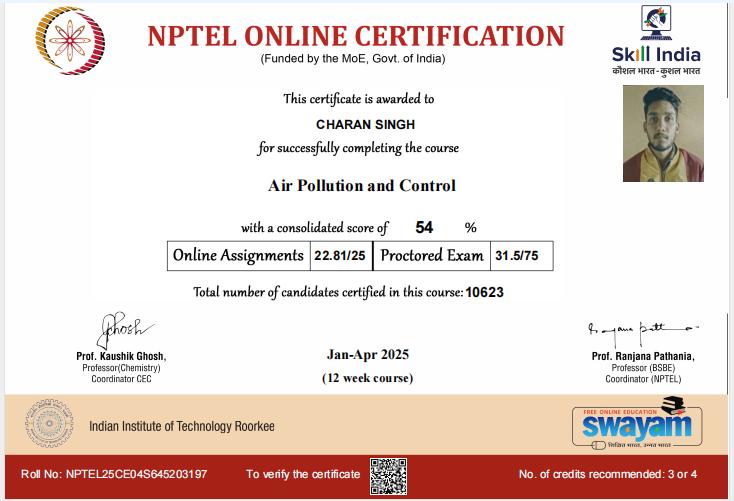 NPTEL ONLINE CERTIFICATION
(Funded by the MoE, Govt. of India)
Skill India
कौशल भारत - कुशल भारत
This certificate is awarded to
CHARAN SINGH
for successfully completing the course
Air Pollution and Control
with a consolidated score of 54 %
Online Assignments 22.81/25 Proctored Exam 31.5/75
Total number of candidates certified in this course: 10623
Prof. Kaushik Ghosh,
Professor(Chemistry)
Coordinator CEC
Jan-Apr 2025
(12 week course)
Prof. Ranjana Pathania,
Professor (BSBE)
Coordinator (NPTEL)
Indian Institute of Technology Roorkee
FREE ONLINE EDUCATION
swayam
शिक्षित भारत, उन्नत भारत
Roll No: NPTEL25CE04S645203197
To verify the certificate
No. of credits recommended: 3 or 4